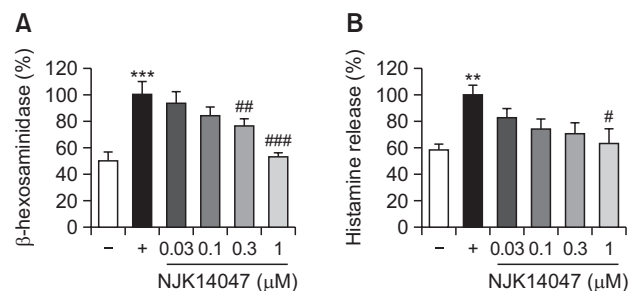 A
β-hexosaminidase (%)
120
100
80
60
40
20
0
***
##
###
− + 0.03 0.1 0.3 1
NJK14047 (μM)
B
Histamine release (%)
120
100
80
60
40
20
0
**
#
− + 0.03 0.1 0.3 1
NJK14047 (μM)